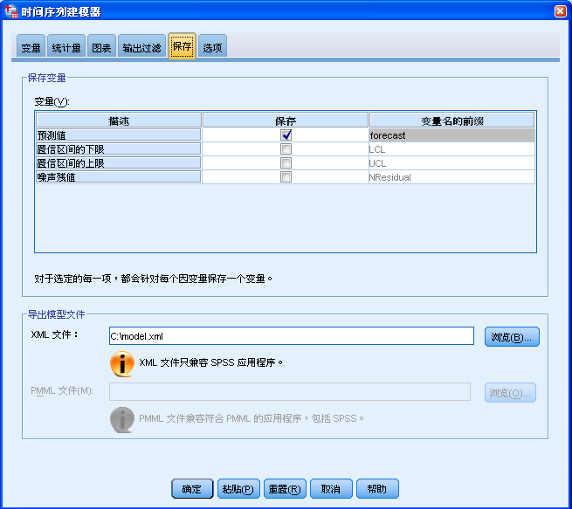 时间序列建模器
变量 统计量 图表 输出过滤 保存 选项
保存变量
变量(V):
描述 保存 变量名的前缀
预测值 forecast
置信区间的下限 LCL
置信区间的上限 UCL
噪声残值 NResidual
对于选定的每一项，都会针对每个因变量保存一个变量。
导出模型文件
XML 文件： C:\model.xml 浏览(B)...
XML 文件只兼容 SPSS 应用程序。
PMML 文件(M): 浏览(O)...
PMML 文件兼容符合 PMML 的应用程序，包括 SPSS。
确定 粘贴(P) 重置(R) 取消 帮助